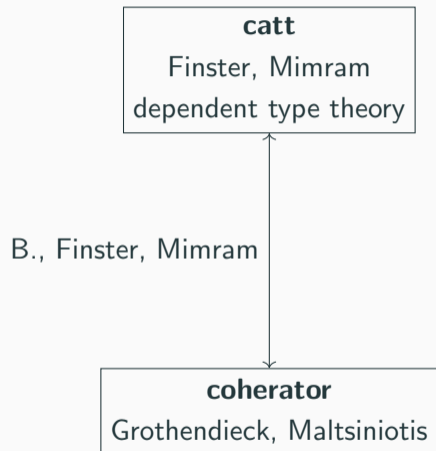 catt
Finster, Mimram
dependent type theory
B., Finster, Mimram
coherator
Grothendieck, Maltsiniotis